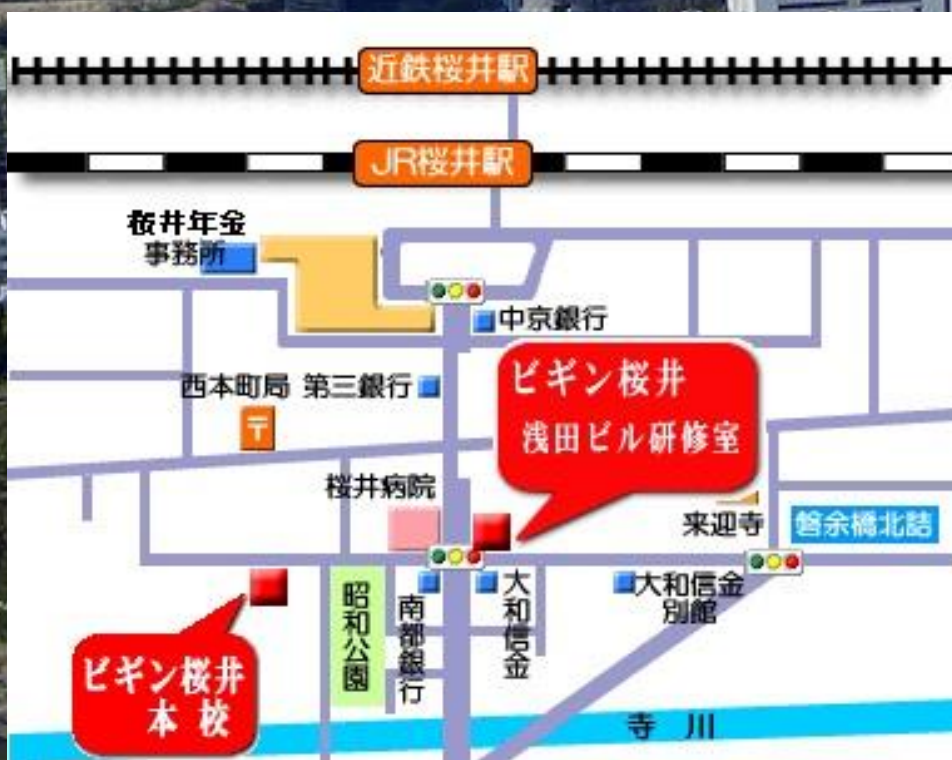 近鉄桜井駅
JR桜井駅
桜井年金
事務所
中京銀行
西本町局
第三銀行
〒
ビギン桜井
浅田ビル研修室
桜井病院
来迎寺
磐余橋北詰
昭和公園
南都銀行
大和信金
大和信金
別館
ビギン桜井
本校
寺川